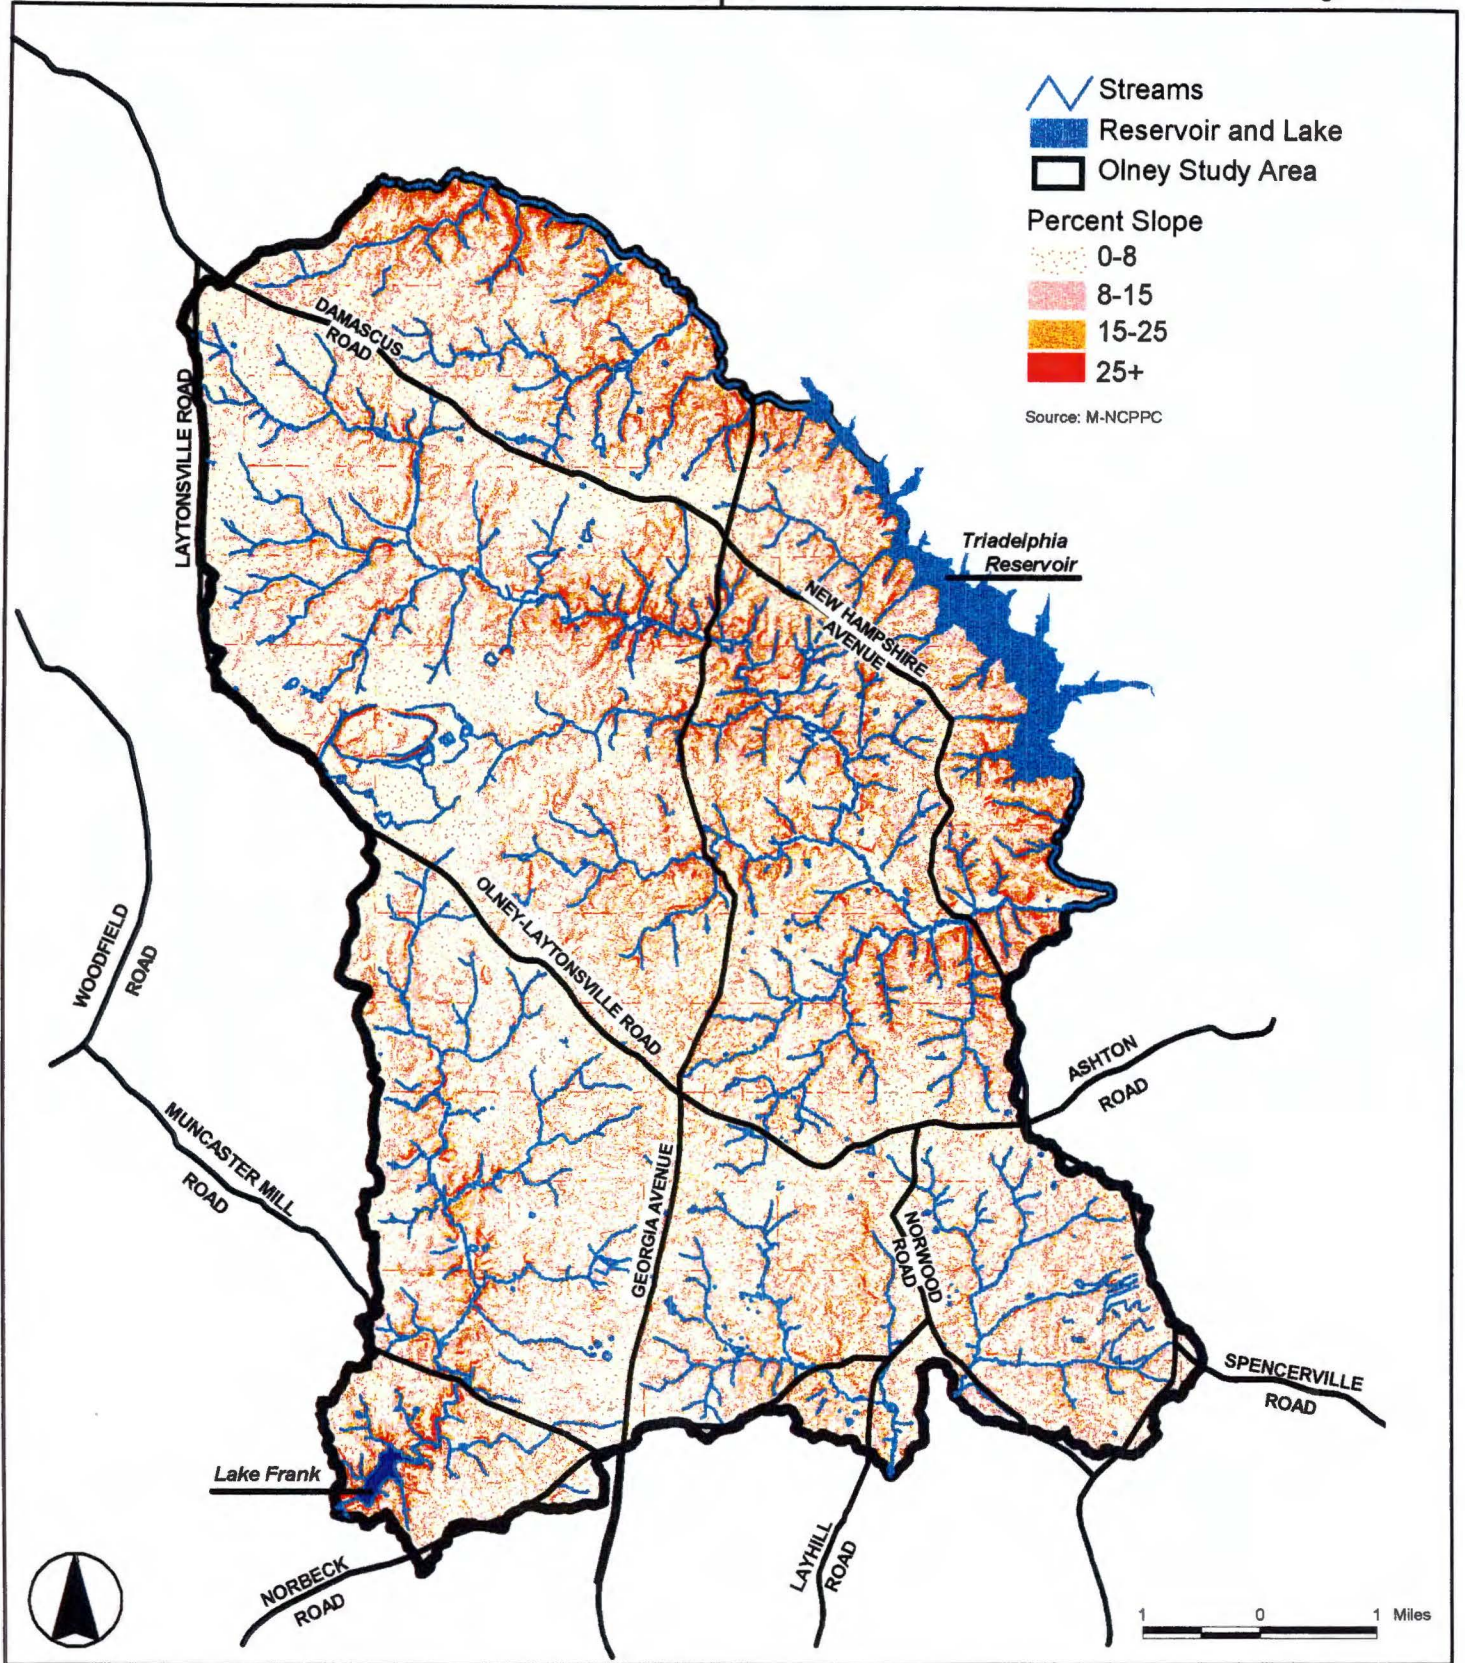 Streams
Reservoir and Lake
Olney Study Area
Percent Slope
0-8
8-15
15-25
25+
Source: M-NCPPC
DAMASCUS
ROAD
LAYTONSVILLE ROAD
Triadelphia
Reservoir
NEW HAMPSHIRE
AVENUE
WOODFIELD
ROAD
OLNEY-LAYTONSVILLE ROAD
ASHTON
ROAD
MUNCASTER MILL
ROAD
GEORGIA AVENUE
NORWOOD
ROAD
SPENCERVILLE
ROAD
Lake Frank
LAYHILL
ROAD
NORBECK
ROAD
1 0 1 Miles